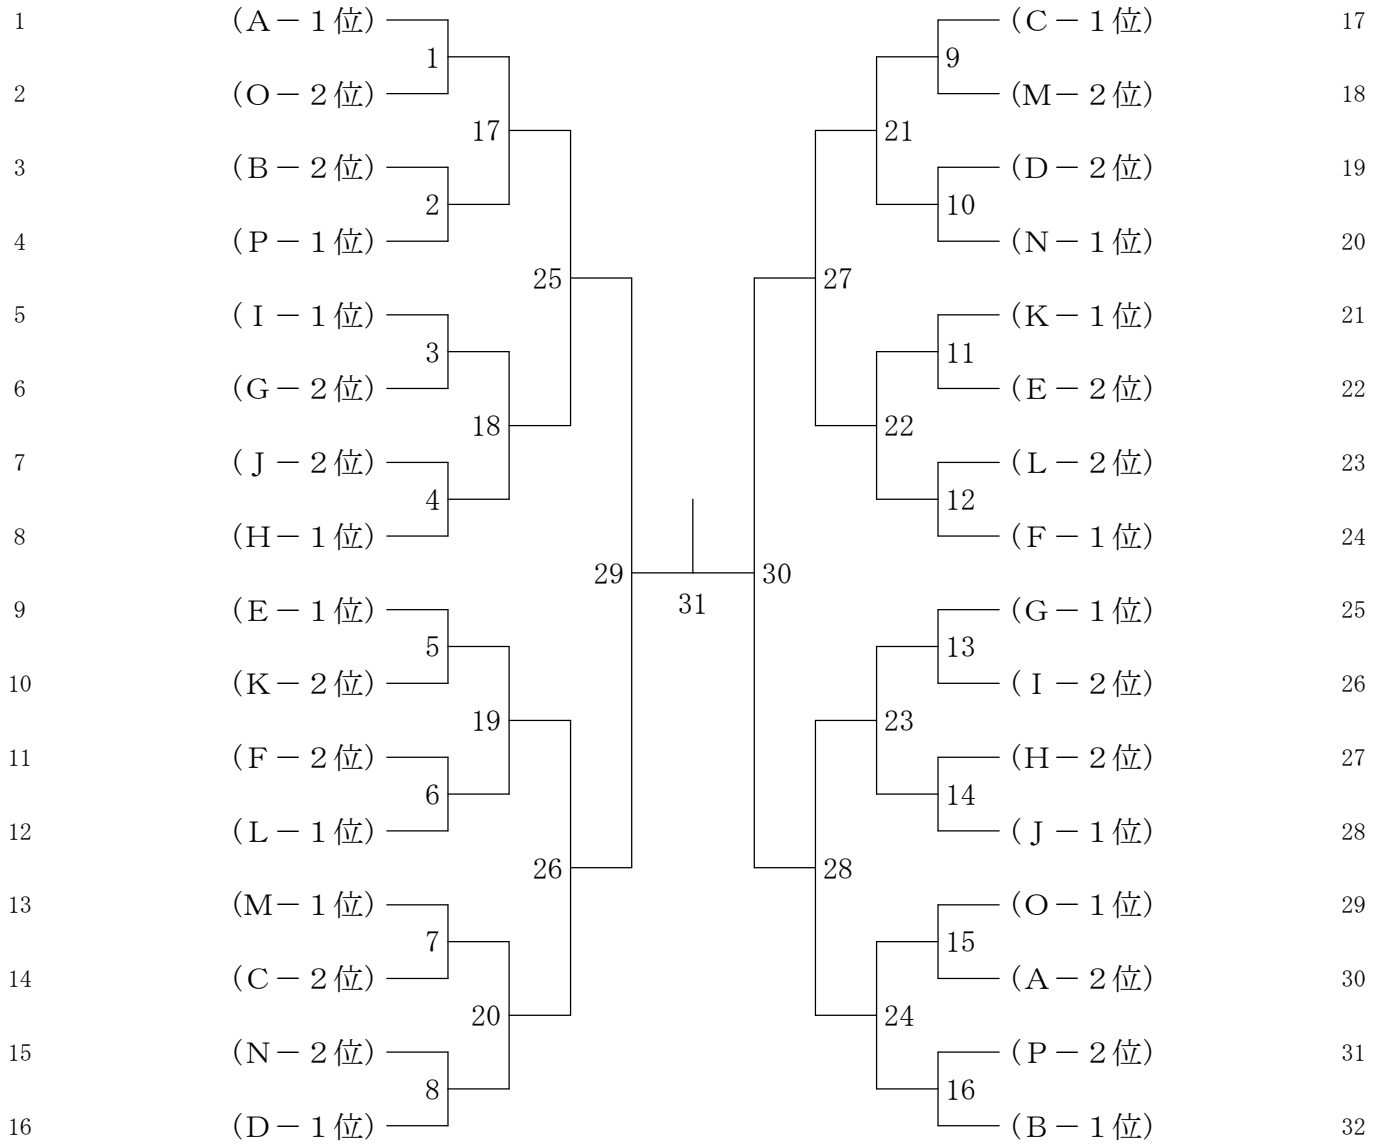 1 （A－1位） （C－1位） 17
1 9
2 （O－2位） （M－2位） 18
17 21
3 （B－2位） （D－2位） 19
2 10
4 （P－1位） （N－1位） 20
25 27
5 （I－1位） （K－1位） 21
3 11
6 （G－2位） （E－2位） 22
18 22
7 （J－2位） （L－2位） 23
4 12
8 （H－1位） （F－1位） 24
29 30
31
9 （E－1位） （G－1位） 25
5 13
10 （K－2位） （I－2位） 26
19 23
11 （F－2位） （H－2位） 27
6 14
12 （L－1位） （J－1位） 28
26 28
13 （M－1位） （O－1位） 29
7 15
14 （C－2位） （A－2位） 30
20 24
15 （N－2位） （P－2位） 31
8 16
16 （D－1位） （B－1位） 32